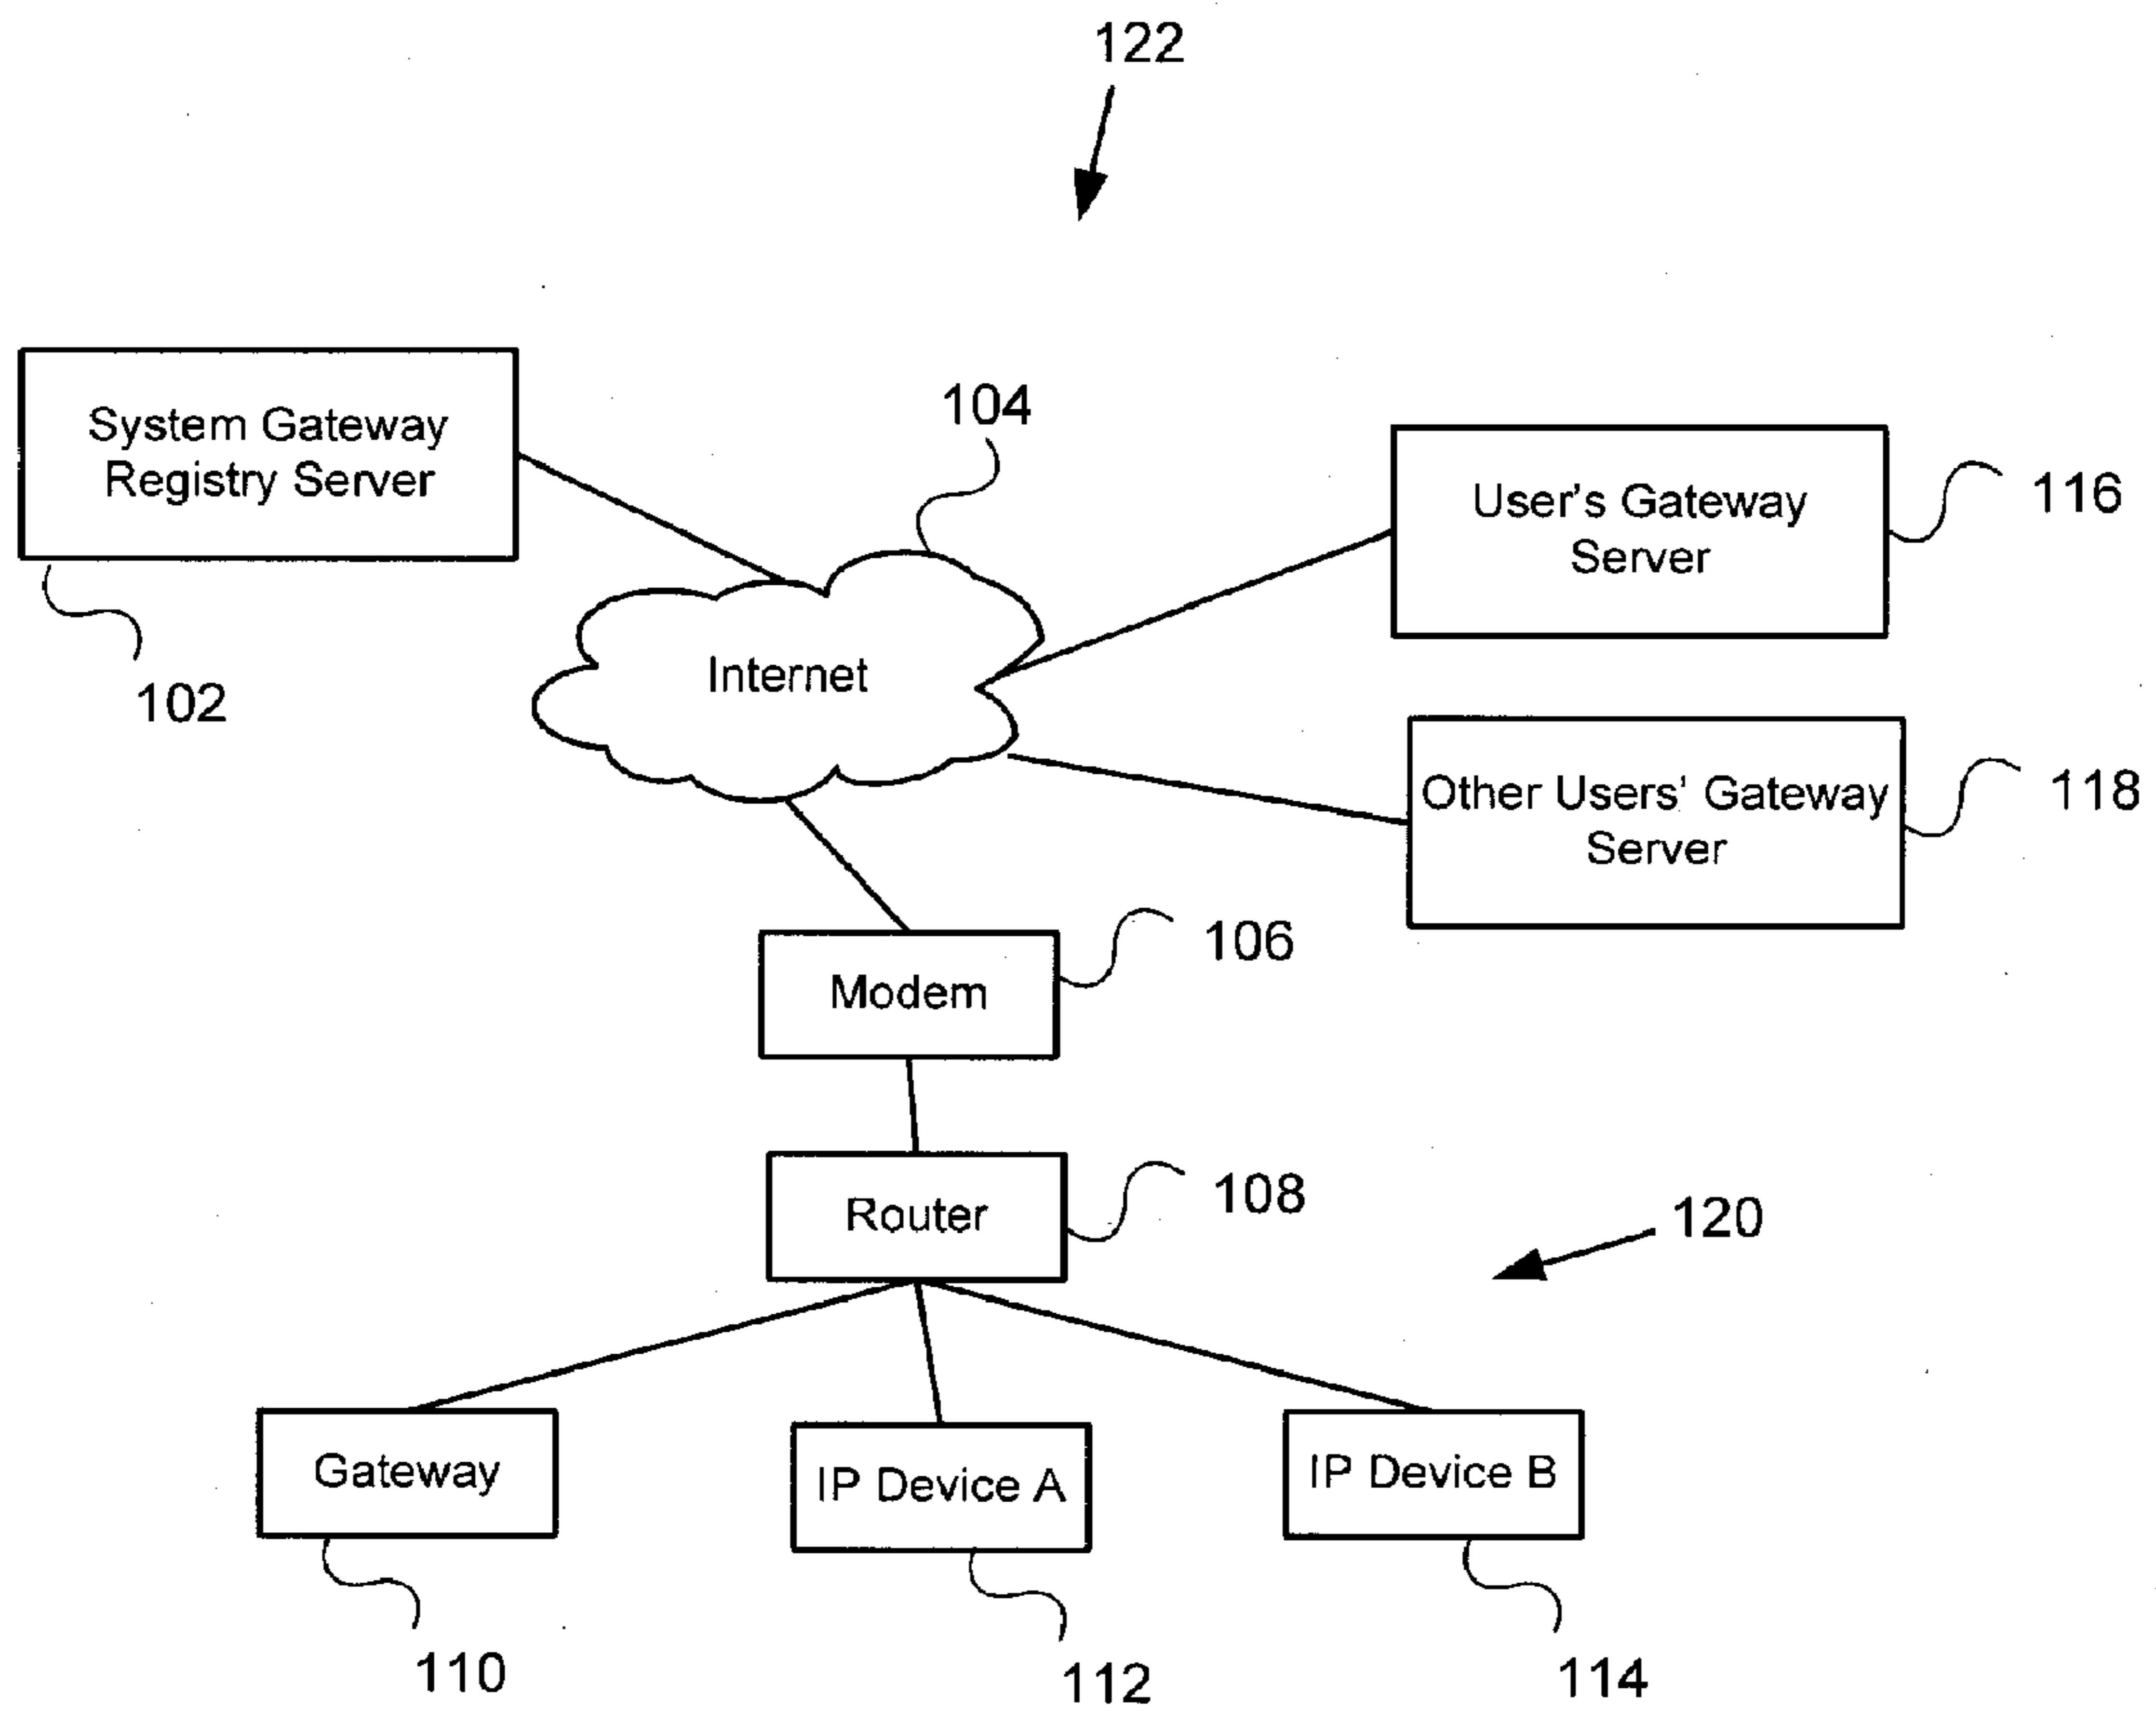 122
104
System Gateway
Registry Server
102
User's Gateway
Server
116
Internet
Other Users' Gateway
Server
118
Modem
106
Router
108
120
Gateway
110
IP Device A
112
IP Device B
114